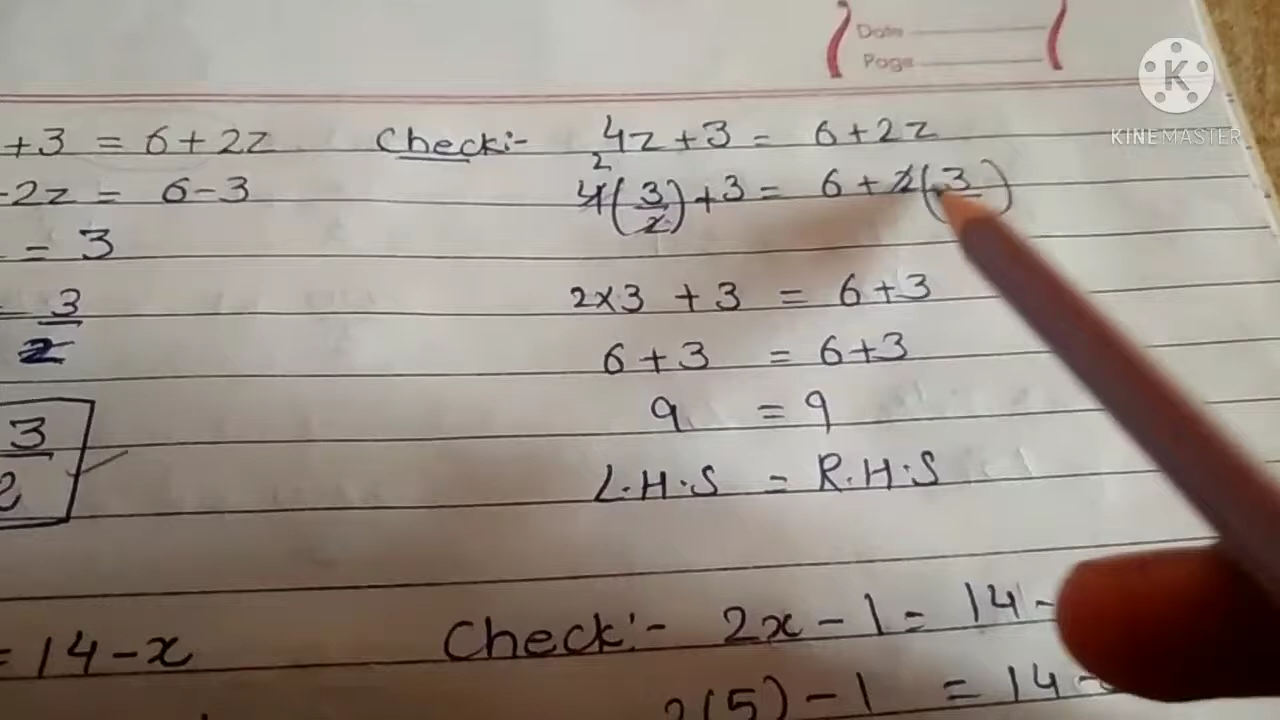 Date
Page
KINEMASTER
+3 = 6+2z
-2z = 6-3
= 3
= 3/2
3/2
Check:- 4z+3 = 6+2z
2
4(3/2)+3 = 6+2(3
2×3 +3 = 6+3
6+3 = 6+3
9 = 9
L.H.S = R.H.S
= 14-x
Check:- 2x-1 = 14-
2(5)-1 = 14-